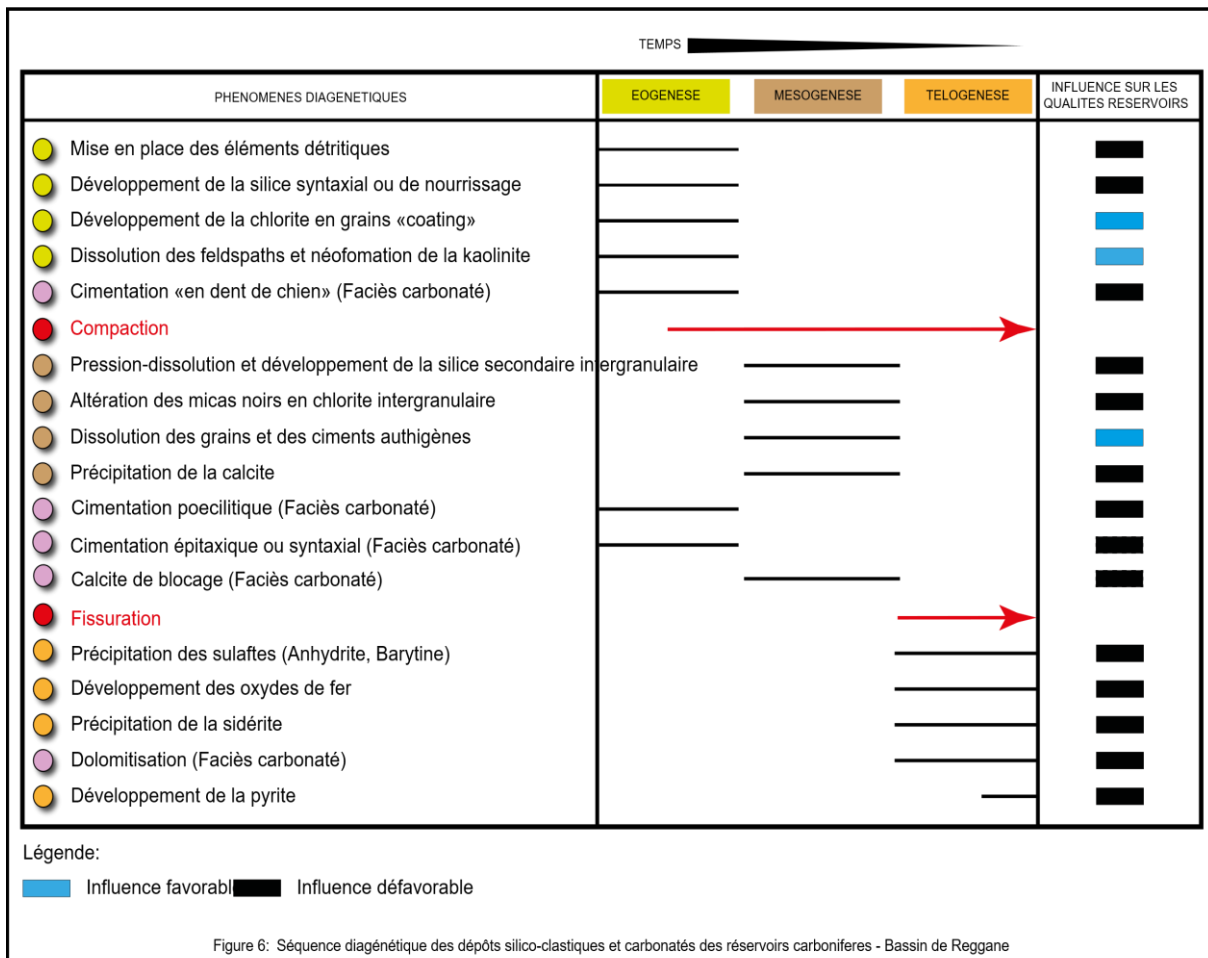 TEMPS
PHENOMENES DIAGENETIQUES
EOGENESE
MESOGENESE
TELOGENESE
INFLUENCE SUR LES
QUALITES RESERVOIRS
Mise en place des éléments détritiques
Développement de la silice syntaxial ou de nourrissage
Développement de la chlorite en grains «coating»
Dissolution des feldspaths et néofomation de la kaolinite
Cimentation «en dent de chien» (Faciès carbonaté)
Compaction
Pression-dissolution et développement de la silice secondaire intergranulaire
Altération des micas noirs en chlorite intergranulaire
Dissolution des grains et des ciments authigènes
Précipitation de la calcite
Cimentation poecilitique (Faciès carbonaté)
Cimentation épitaxique ou syntaxial (Faciès carbonaté)
Calcite de blocage (Faciès carbonaté)
Fissuration
Précipitation des sulaftes (Anhydrite, Barytine)
Développement des oxydes de fer
Précipitation de la sidérite
Dolomitisation (Faciès carbonaté)
Développement de la pyrite
Légende:
Influence favorabl
Influence défavorable
Figure 6: Séquence diagénétique des dépôts silico-clastiques et carbonatés des réservoirs carboniferes - Bassin de Reggane